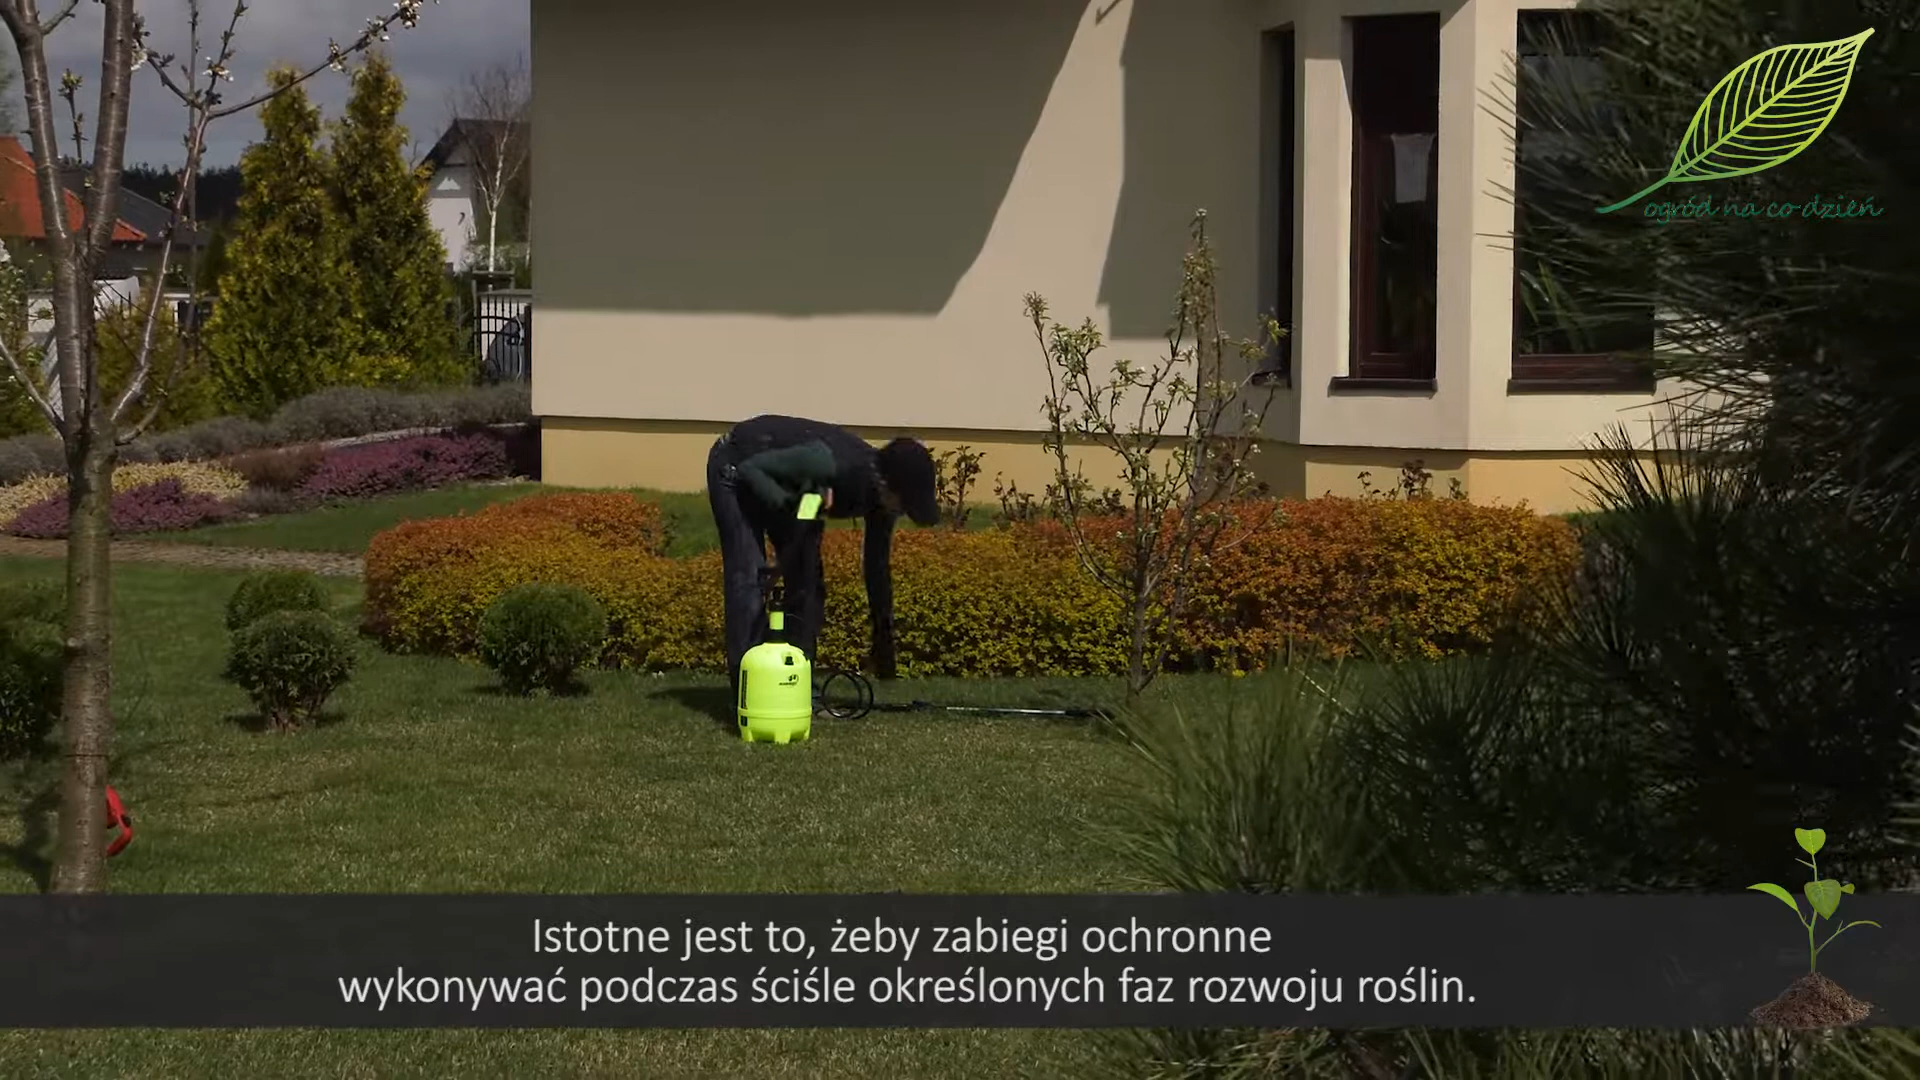 ogród na co dzień
Istotne jest to, żeby zabiegi ochronne
wykonywać podczas ściśle określonych faz rozwoju roślin.